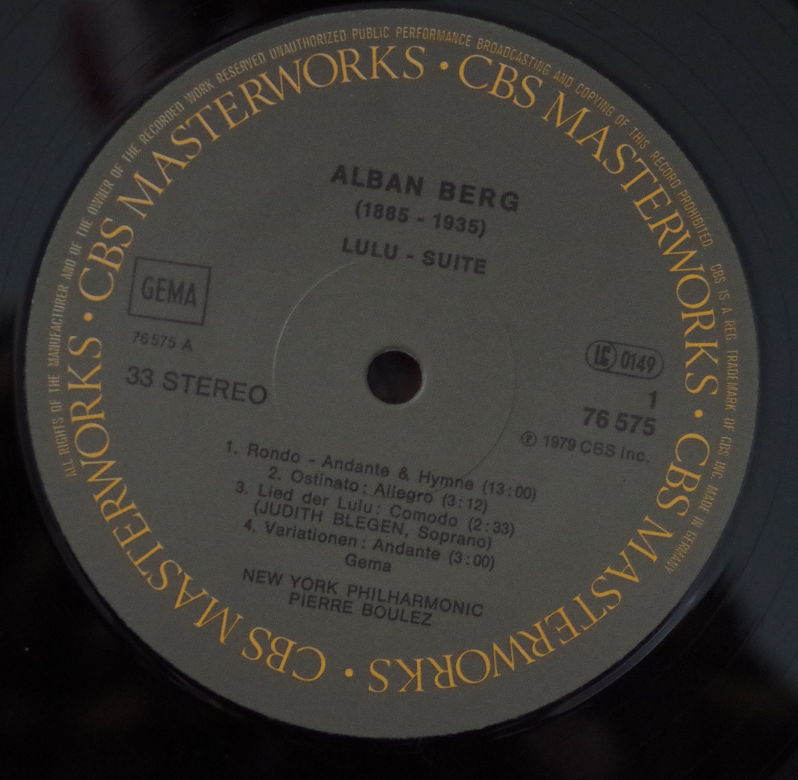 ALL RIGHTS OF THE MANUFACTURER AND OF THE OWNER OF THE RECORDED WORK RESERVED UNAUTHORIZED PUBLIC PERFORMANCE BROADCASTING AND COPYING OF THIS RECORD PROHIBITED. CBS IS A REG. TRADEMARK OF CBS INC. MADE IN GERMANY
CBS MASTERWORKS • CBS MASTERWORKS • CBS MASTERWORKS • CBS MASTERWORKS •
ALBAN BERG
(1885 - 1935)
LULU - SUITE
GEMA
76575 A
33 STEREO
LC 0149
1
76 575
℗ 1979 CBS Inc.
1. Rondo - Andante & Hymne (13:00)
2. Ostinato: Allegro (3:12)
3. Lied der Lulu: Comodo (2:33)
(JUDITH BLEGEN, Soprano)
4. Variationen: Andante (3:00)
Gema
NEW YORK PHILHARMONIC
PIERRE BOULEZ